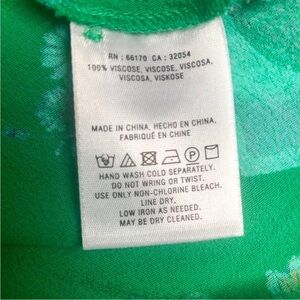 RN : 66170 CA : 32054
100% VISCOSE, VISCOSE, VISCOSA,
VISCOSA, VISKOSE
MADE IN CHINA, HECHO EN CHINA,
FABRIQUÉ EN CHINE
HAND WASH COLD SEPARATELY.
DO NOT WRING OR TWIST.
USE ONLY NON-CHLORINE BLEACH.
LINE DRY.
LOW IRON AS NEEDED.
MAY BE DRY CLEANED.